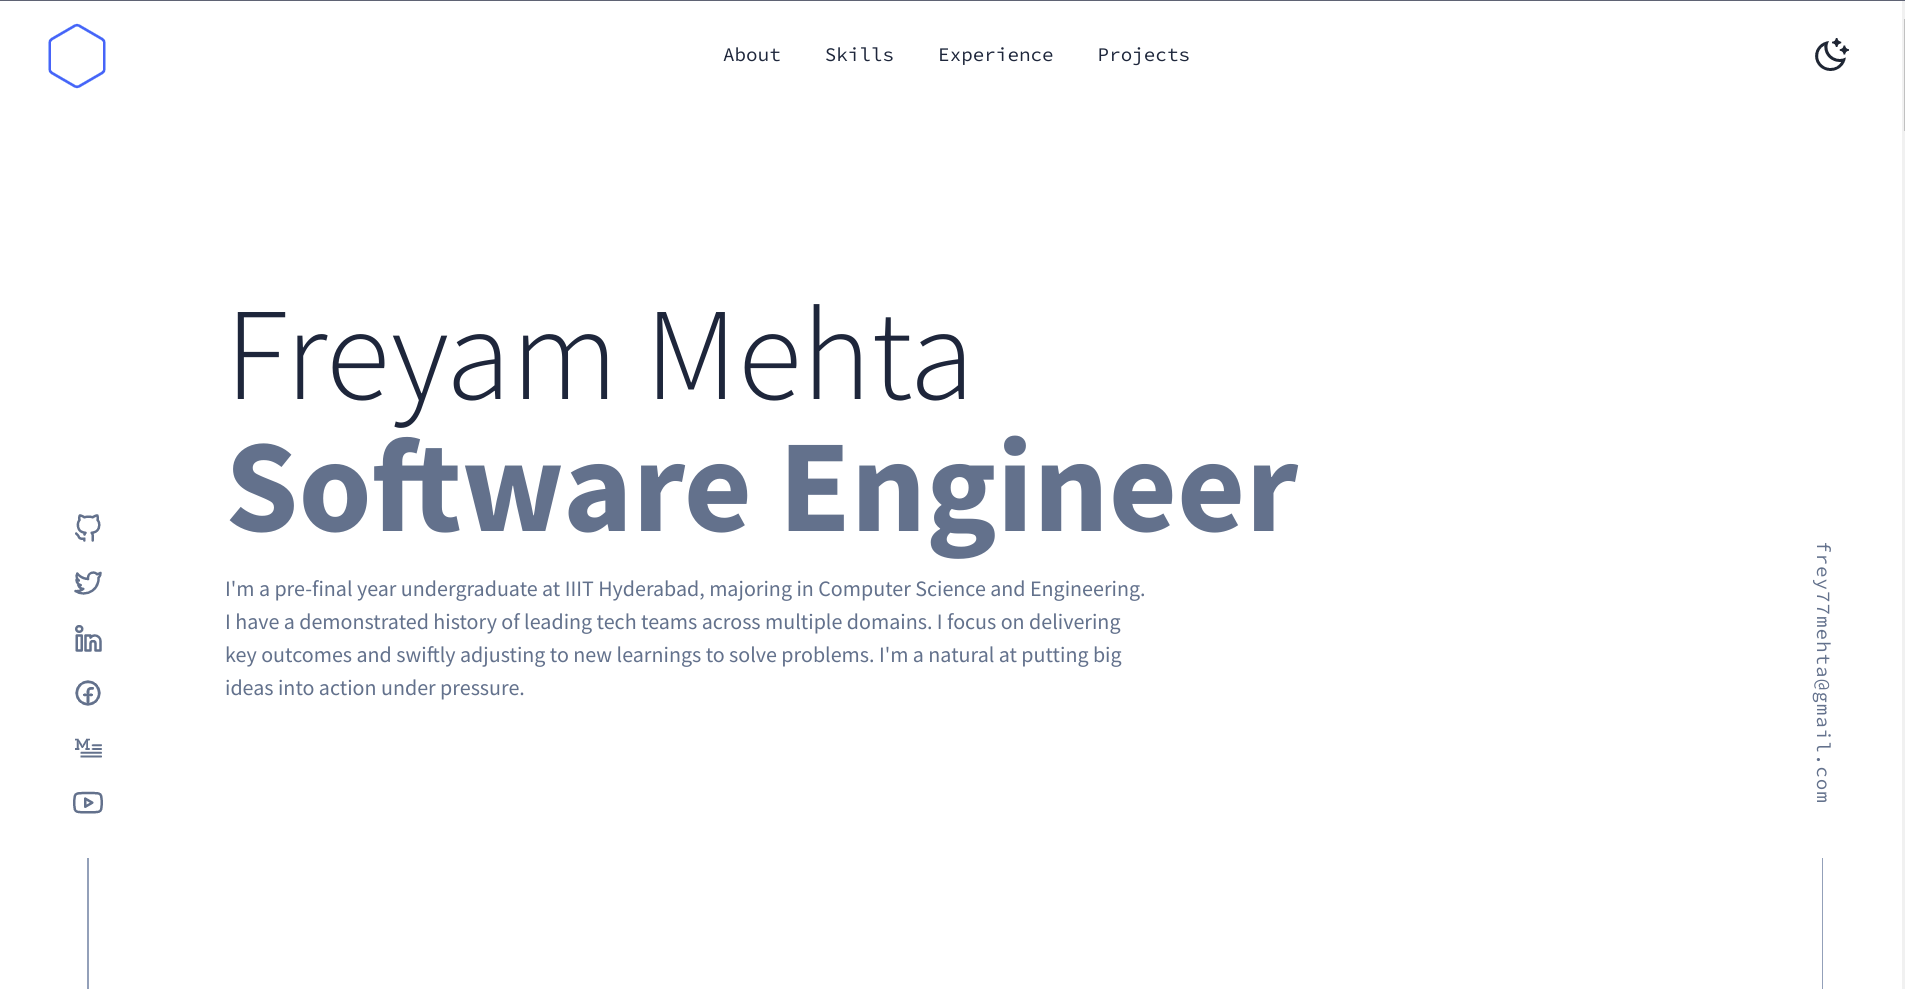 About Skills Experience Projects
Freyam Mehta
Software Engineer
I'm a pre-final year undergraduate at IIIT Hyderabad, majoring in Computer Science and Engineering.
I have a demonstrated history of leading tech teams across multiple domains. I focus on delivering
key outcomes and swiftly adjusting to new learnings to solve problems. I'm a natural at putting big
ideas into action under pressure.
frey77mehta@gmail.com